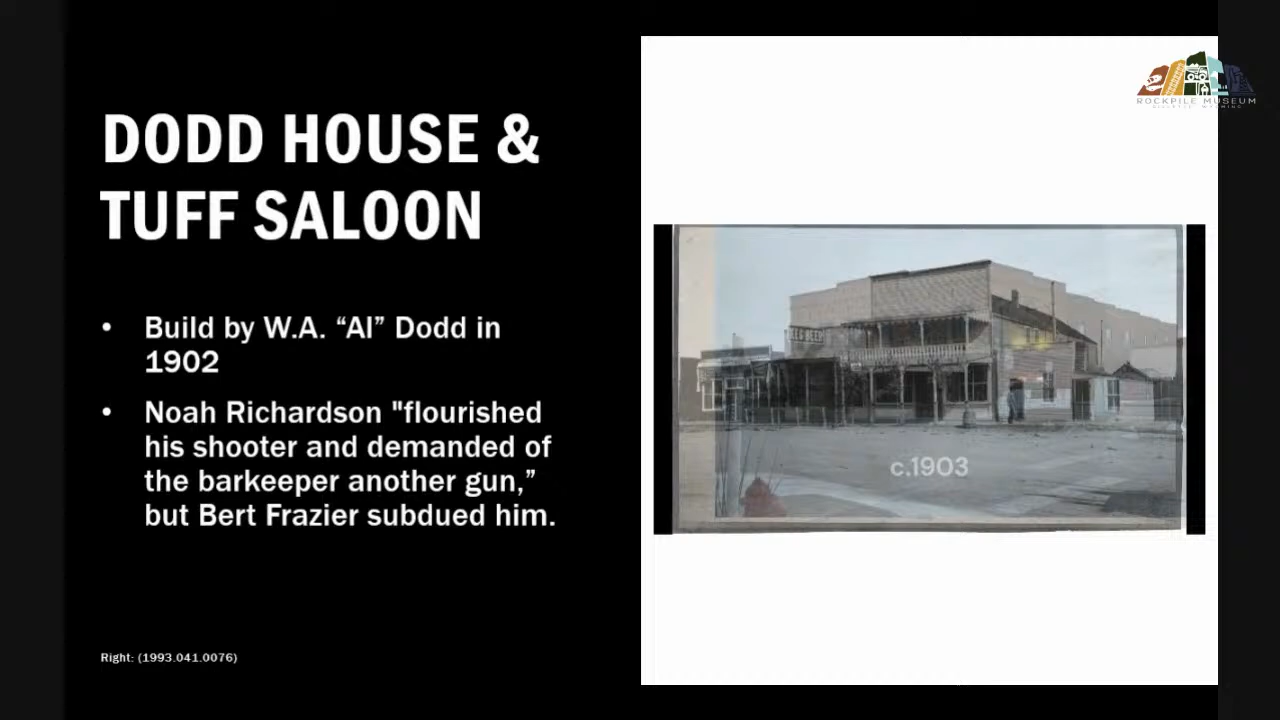 DODD HOUSE &
TUFF SALOON
• Build by W.A. “Al” Dodd in
1902
• Noah Richardson "flourished
his shooter and demanded of
the barkeeper another gun,”
but Bert Frazier subdued him.
Right: (1993.041.0076)
ROCKPILE MUSEUM
c.1903